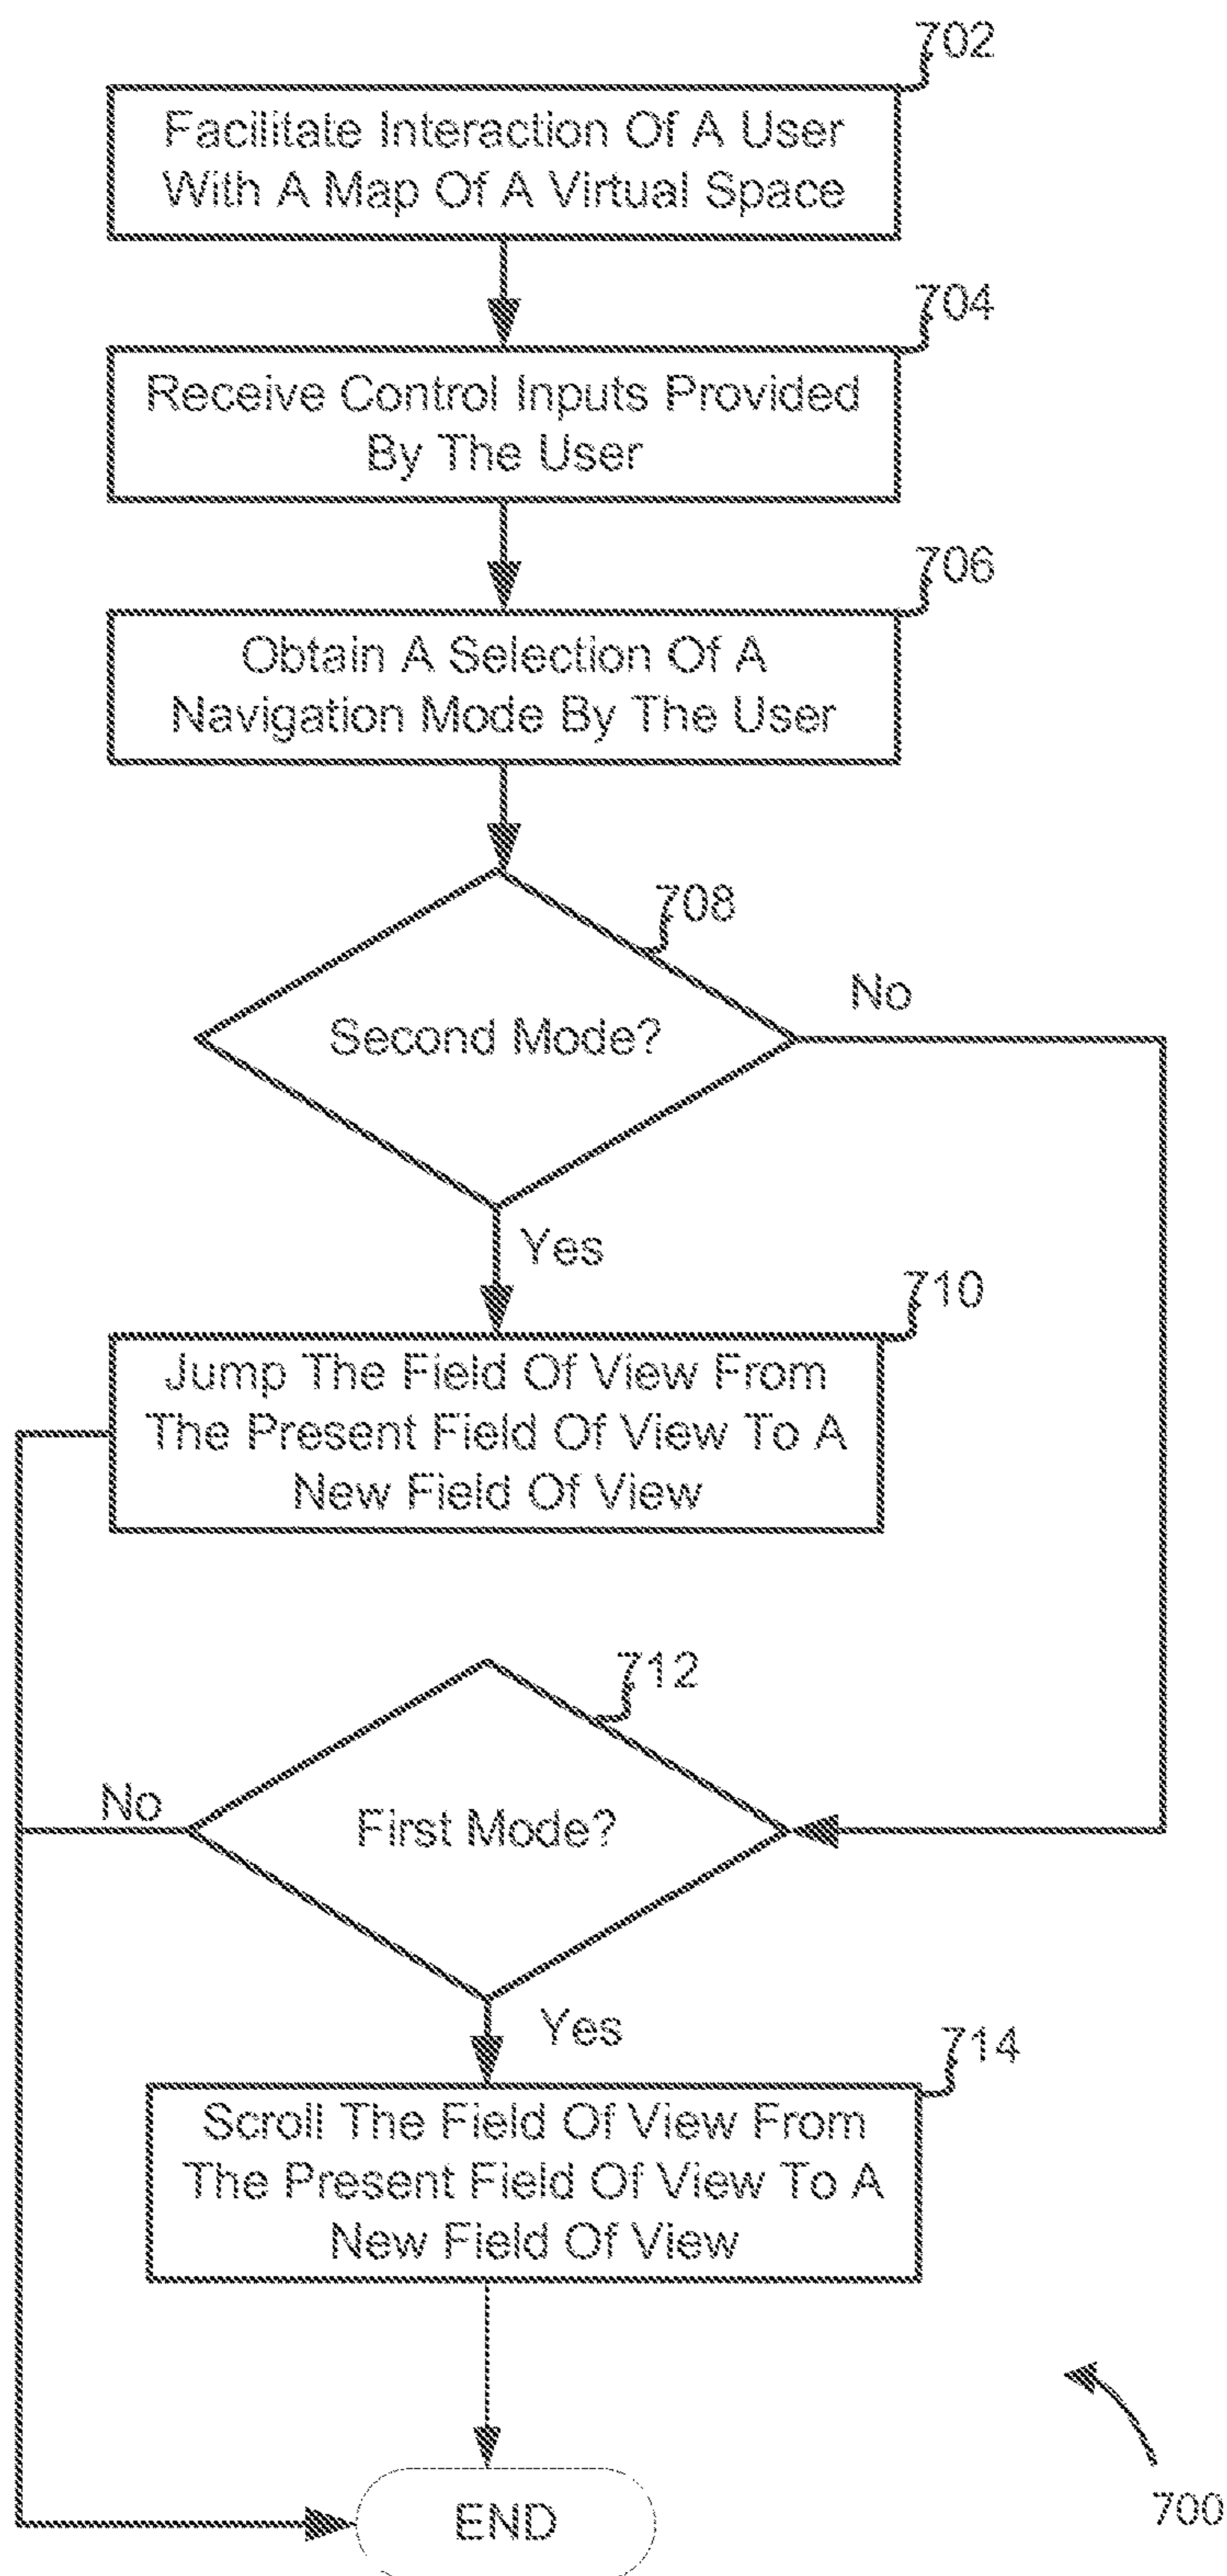 702
Facilitate Interaction Of A User
With A Map Of A Virtual Space
704
Receive Control Inputs Provided
By The User
706
Obtain A Selection Of A
Navigation Mode By The User
708
No
Second Mode?
Yes
710
Jump The Field Of View From
The Present Field Of View To A
New Field Of View
712
No
First Mode?
Yes
714
Scroll The Field Of View From
The Present Field Of View To A
New Field Of View
700
END